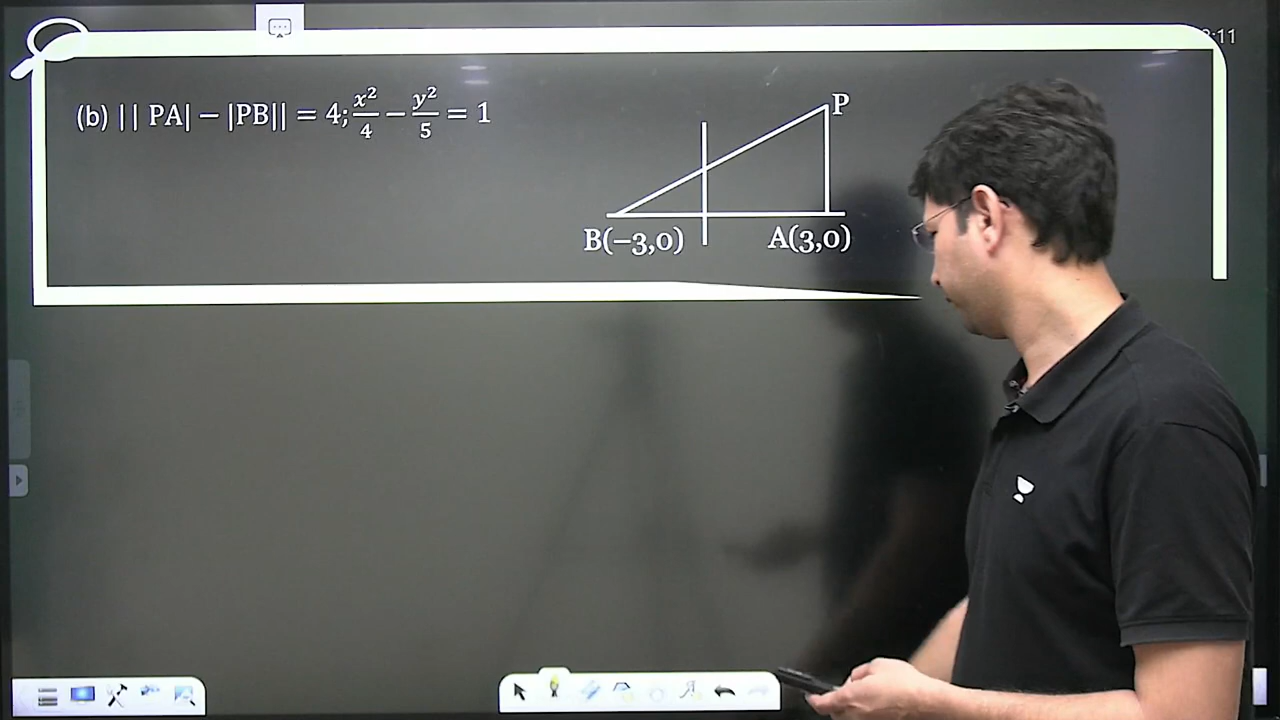 (b) || PA| − |PB|| = 4; x²/4 − y²/5 = 1
P
B(−3,0) A(3,0)